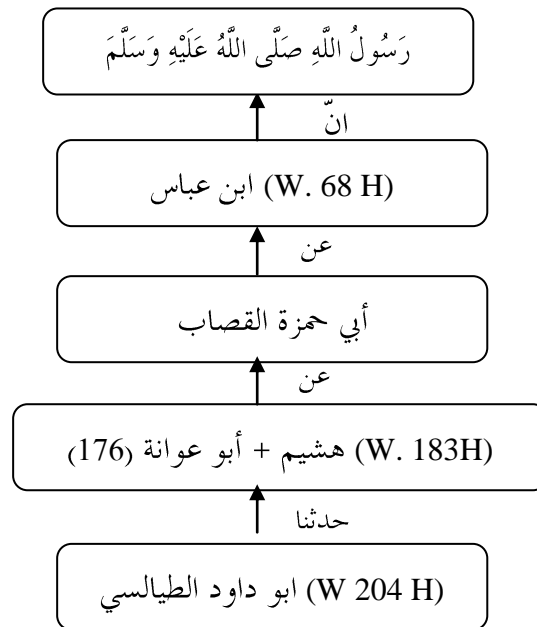 رَسُولُ اللَّهِ صَلَّى اللَّهُ عَلَيْهِ وَسَلَّمَ
انّ
ابن عباس (W. 68 H)
عن
أبي حمزة القصاب
عن
هشيم + أبو عوانة (176) (W. 183H)
حدثنا
ابو داود الطيالسي (W 204 H)